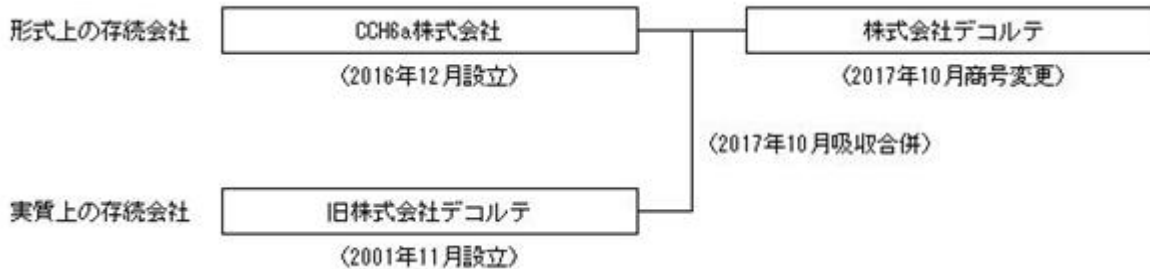 形式上の存続会社 CCH6a株式会社 株式会社デコルテ
〈2016年12月設立〉 〈2017年10月商号変更〉
〈2017年10月吸収合併〉
実質上の存続会社 旧株式会社デコルテ
〈2001年11月設立〉